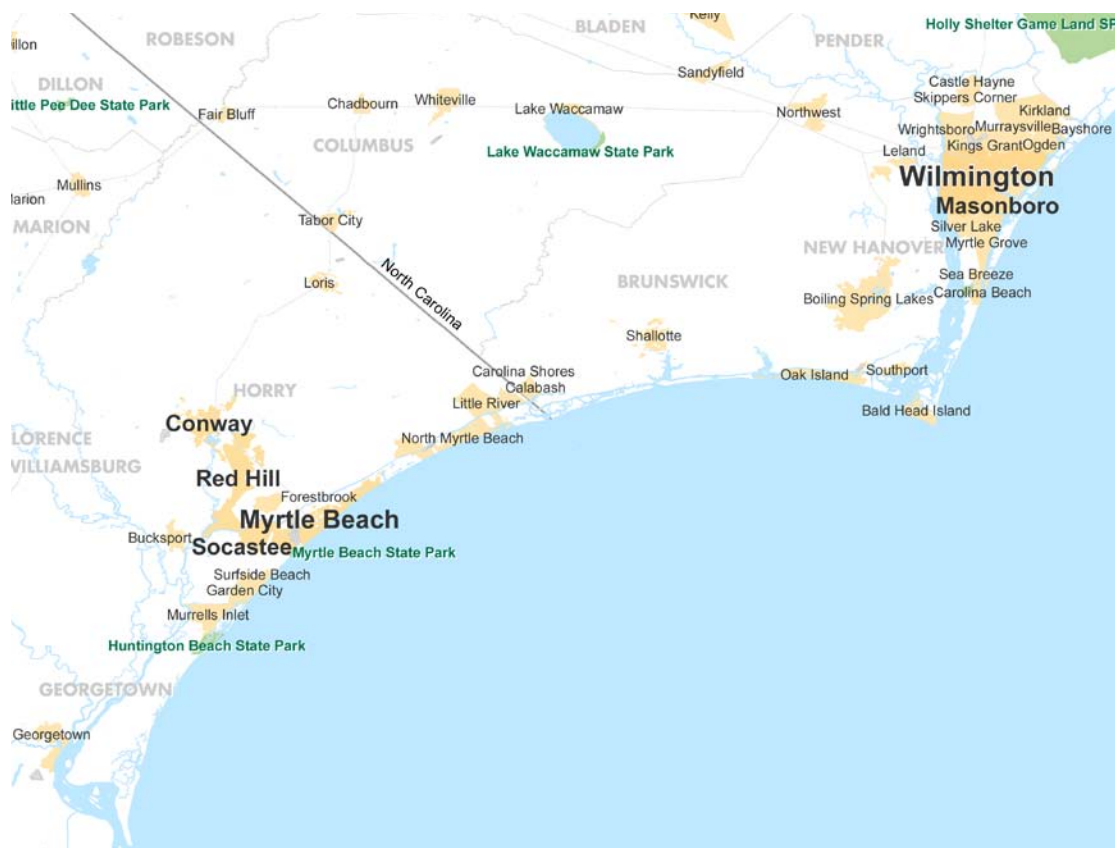 Kelly
BLADEN
Holly Shelter Game Land SP
ROBESON
PENDER
DILLON
Sandyfield
Castle Hayne
Skippers Corner
ittle Pee Dee State Park
Fair Bluff
Chadbourn
Whiteville
Lake Waccamaw
Northwest
Kirkland
Wrightsboro
Murraysville
Bayshore
COLUMBUS
Lake Waccamaw State Park
Leland
Kings Grant
Ogden
Mullins
Wilmington
Masonboro
MARION
Tabor City
Silver Lake
NEW HANOVER
Myrtle Grove
North Carolina
Loris
BRUNSWICK
Sea Breeze
Boiling Spring Lakes
Carolina Beach
Shallotte
Carolina Shores
Calabash
Oak Island
Southport
HORRY
Little River
Bald Head Island
Conway
North Myrtle Beach
LORENCE
WILLIAMSBURG
Red Hill
Forestbrook
Myrtle Beach
Bucksport
Socastee
Myrtle Beach State Park
Surfside Beach
Garden City
Murrells Inlet
Huntington Beach State Park
GEORGETOWN
Georgetown